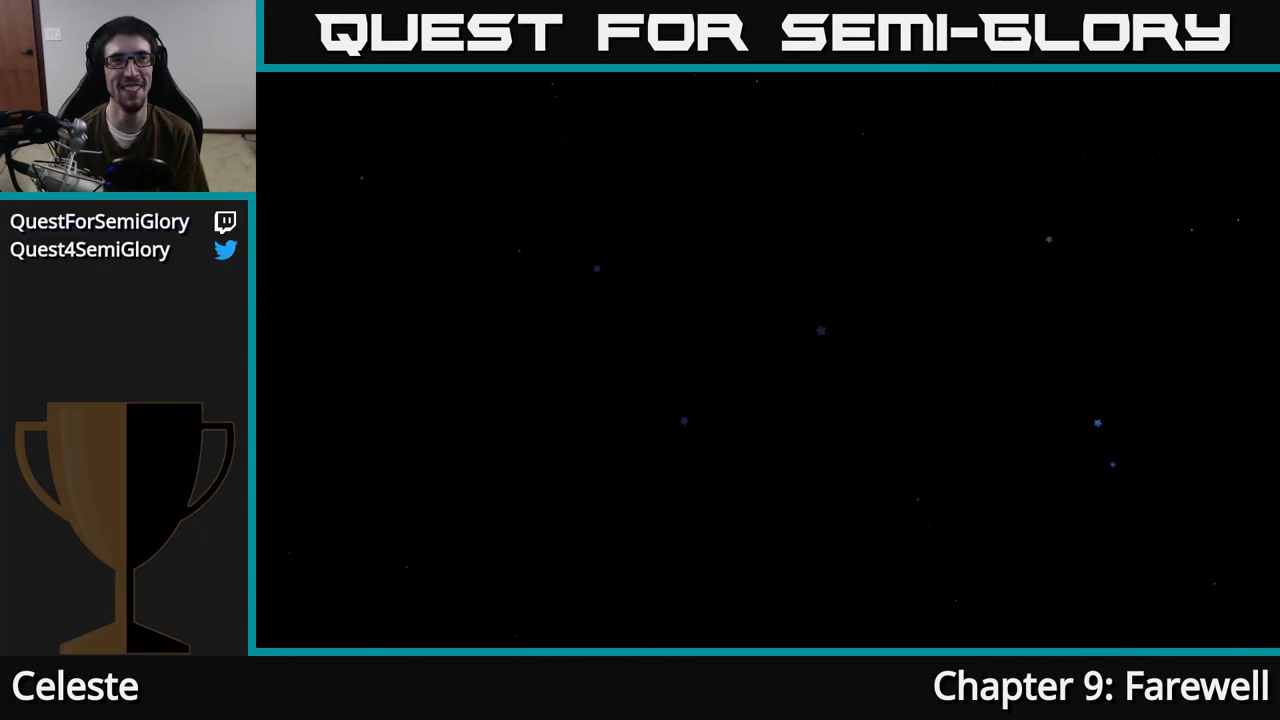 QUEST FOR SEMI-GLORY
QuestForSemiGlory
Quest4SemiGlory
Celeste
Chapter 9: Farewell